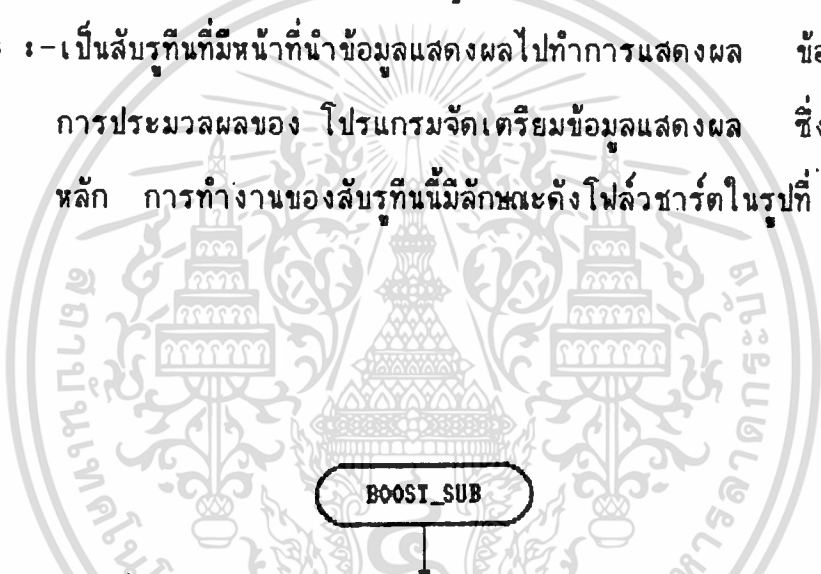 :-เป็นสับรูทีนที่มีหน้าที่นำข้อมูลแสดงผลไปทำการแสดงผล
การประมวลผลของ โปรแกรมจัดเตรียมข้อมูลแสดงผล ซึ่ง
หลัก การทำงานของสับรูทีนนี้มีลักษณะดังโฟล์วชาร์ตในรูปที่
BOOST_SUB